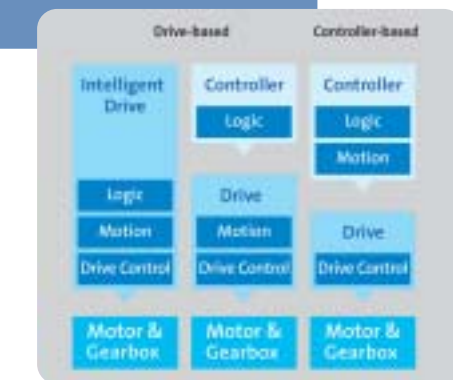 Drive-based
Controller-based
Intelligent
Drive
Logic
Motion
Drive Control
Motor &
Gearbox
Controller
Logic
Drive
Motion
Drive Control
Motor &
Gearbox
Controller
Logic
Motion
Drive
Drive Control
Motor &
Gearbox